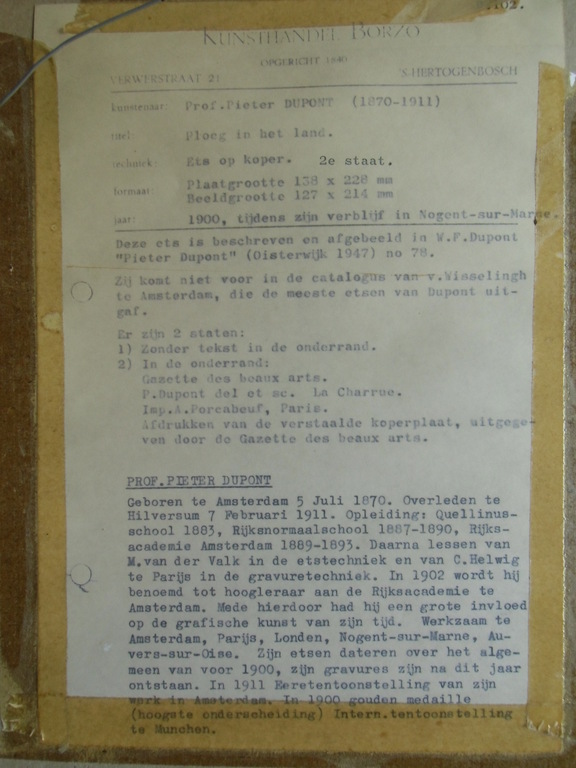 .102.
KUNSTHANDEL BORZO
OPGERICHT 1840
VERWERSTRAAT 21 'S-HERTOGENBOSCH
kunstenaar: Prof.Pieter DUPONT (1870-1911)
titel: Ploeg in het land.
techniek: Ets op koper. 2e staat.
formaat: Plaatgrootte 138 x 228 mm
Beeldgrootte 127 x 214 mm
jaar: 1900, tijdens zijn verblijf in Nogent-sur-Marne.
Deze ets is beschreven en afgebeeld in W.F.Dupont
"Pieter Dupont" (Oisterwijk 1947) no 78.
Zij komt niet voor in de catalogus van v.Wisselingh
te Amsterdam, die de meeste etsen van Dupont uit-
gaf.
Er zijn 2 staten:
1) Zonder tekst in de onderrand.
2) In de onderrand:
Gazette des beaux arts.
P.Dupont del et sc. La Charrue.
Imp.A.Porcabeuf, Paris.
Afdrukken van de verstaalde koperplaat, uitgege-
ven door de Gazette des beaux arts.
PROF.PIETER DUPONT
Geboren te Amsterdam 5 Juli 1870. Overleden te
Hilversum 7 Februari 1911. Opleiding: Quellinus-
school 1883, Rijksnormaalschool 1887-1890, Rijks-
academie Amsterdam 1889-1893. Daarna lessen van
M.van der Valk in de etstechniek en van C.Helwig
te Parijs in de gravuretechniek. In 1902 wordt hij
benoemd tot hoogleraar aan de Rijksacademie te
Amsterdam. Mede hierdoor had hij een grote invloed
op de grafische kunst van zijn tijd. Werkzaam te
Amsterdam, Parijs, Londen, Nogent-sur-Marne, Au-
vers-sur-Oise. Zijn etsen dateren over het alge-
meen van voor 1900, zijn gravures zijn na dit jaar
ontstaan. In 1911 Eeretentoonstelling van zijn
werk in Amsterdam. In 1900 gouden medaille
(hoogste onderscheiding) Intern.tentoonstelling
te Munchen.